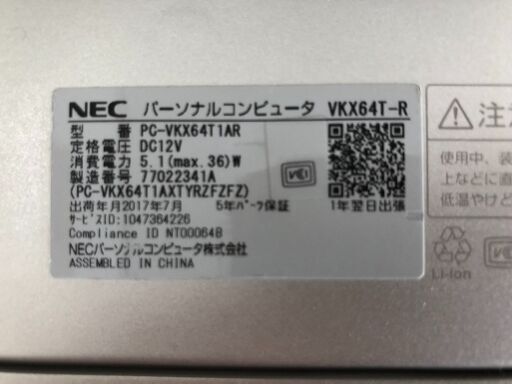 NEC パーソナルコンピュータ VKX64T-R
型 番 PC-VKX64T1AR
定格電圧 DC12V
消費電力 5.1(max.36)W
製造番号 77022341A
(PC-VKX64T1AXTYRZFZFZ)
出荷年月2017年7月 5年パーツ保証 1年翌日出張
サービスID:1047364226
Compliance ID NT00064B
NECパーソナルコンピュータ株式会社
ASSEMBLED IN CHINA
注意
使用中、装
上などに直
低温やけど
Li-ion